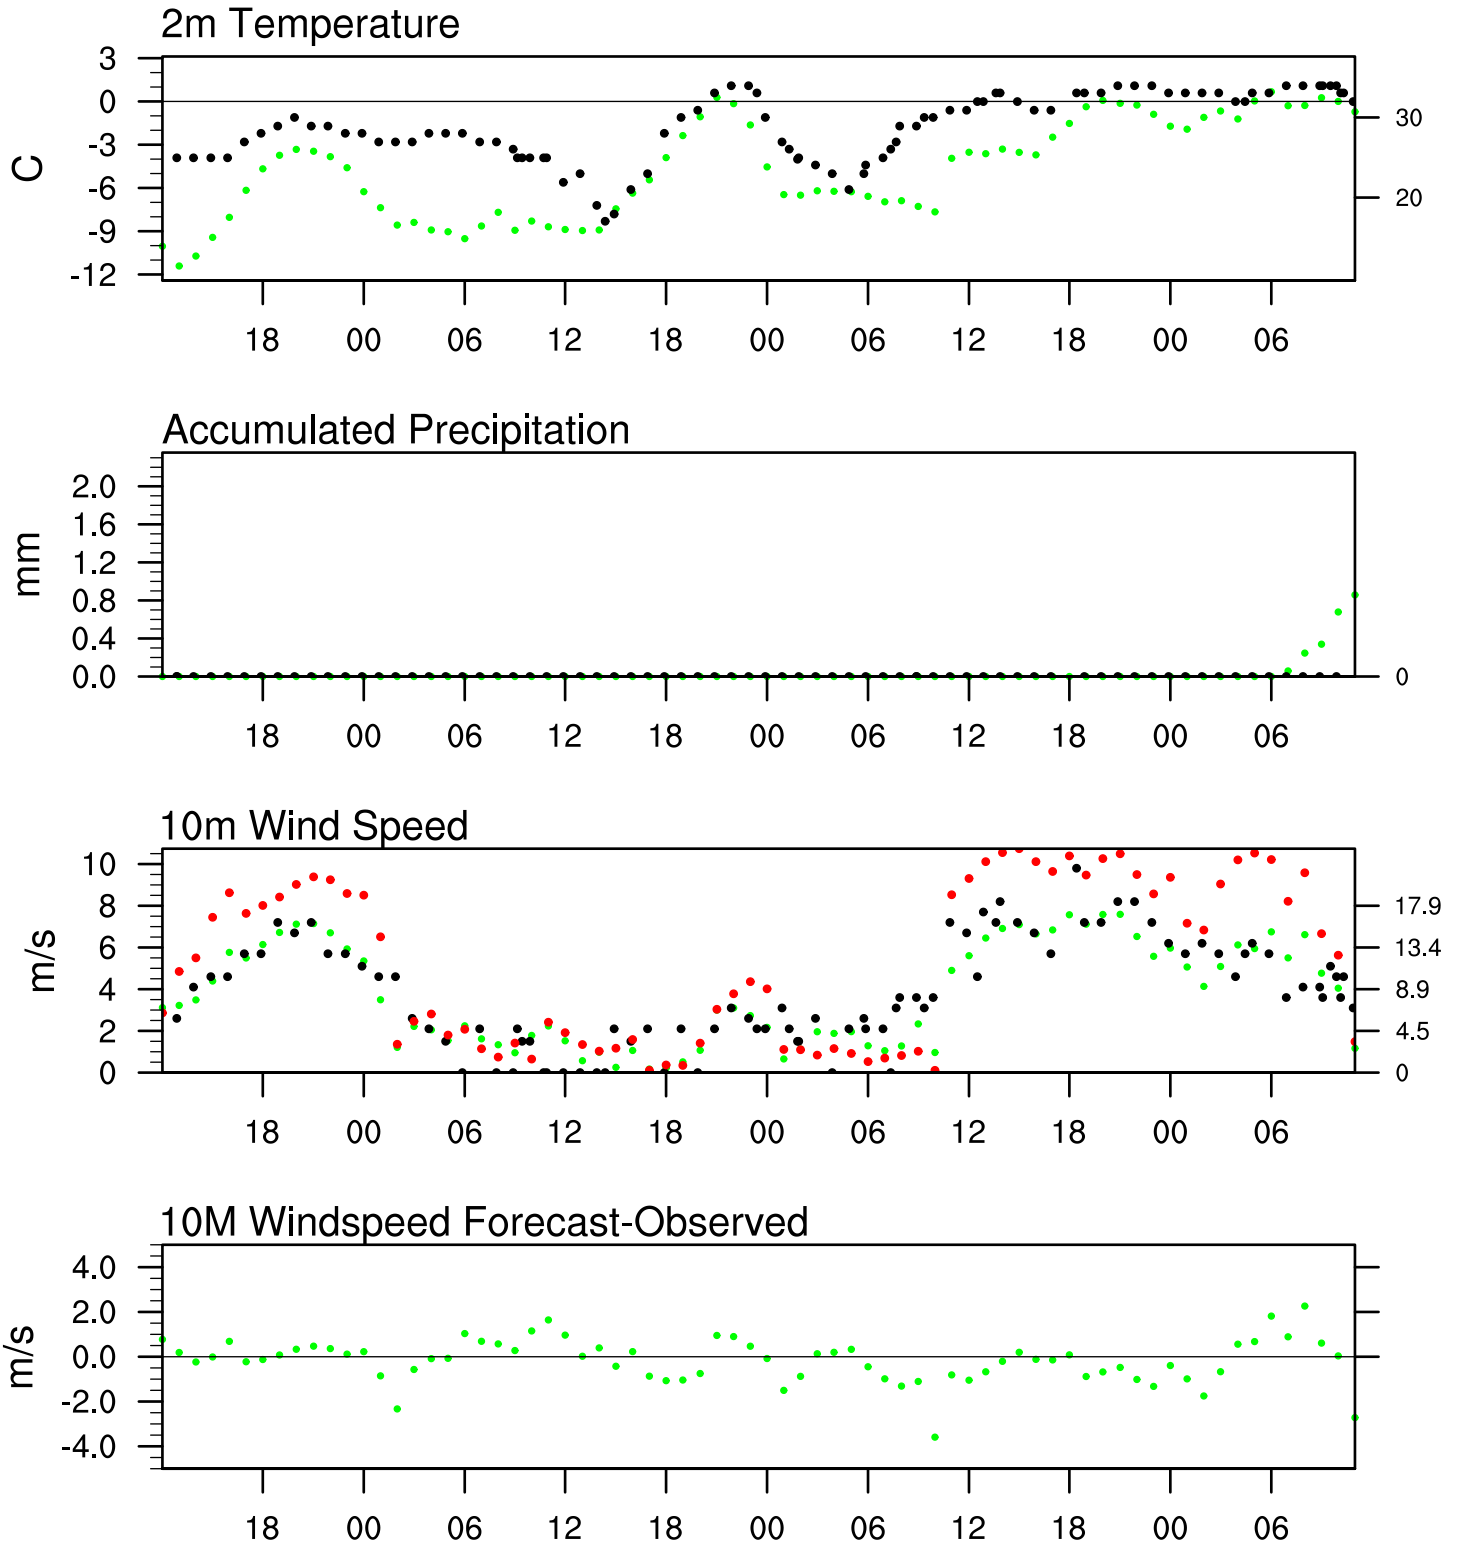 2m Temperature
3
0
-3
-6
-9
-12
C
30
20
18 00 06 12 18 00 06 12 18 00 06
Accumulated Precipitation
2.0
1.6
1.2
0.8
0.4
0.0
mm
0
18 00 06 12 18 00 06 12 18 00 06
10m Wind Speed
10
8
6
4
2
0
m/s
17.9
13.4
8.9
4.5
0
18 00 06 12 18 00 06 12 18 00 06
10M Windspeed Forecast-Observed
4.0
2.0
0.0
-2.0
-4.0
m/s
18 00 06 12 18 00 06 12 18 00 06